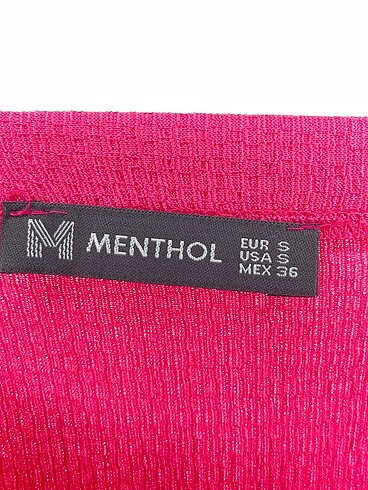 M MENTHOL
EUR S
USA S
MEX 36